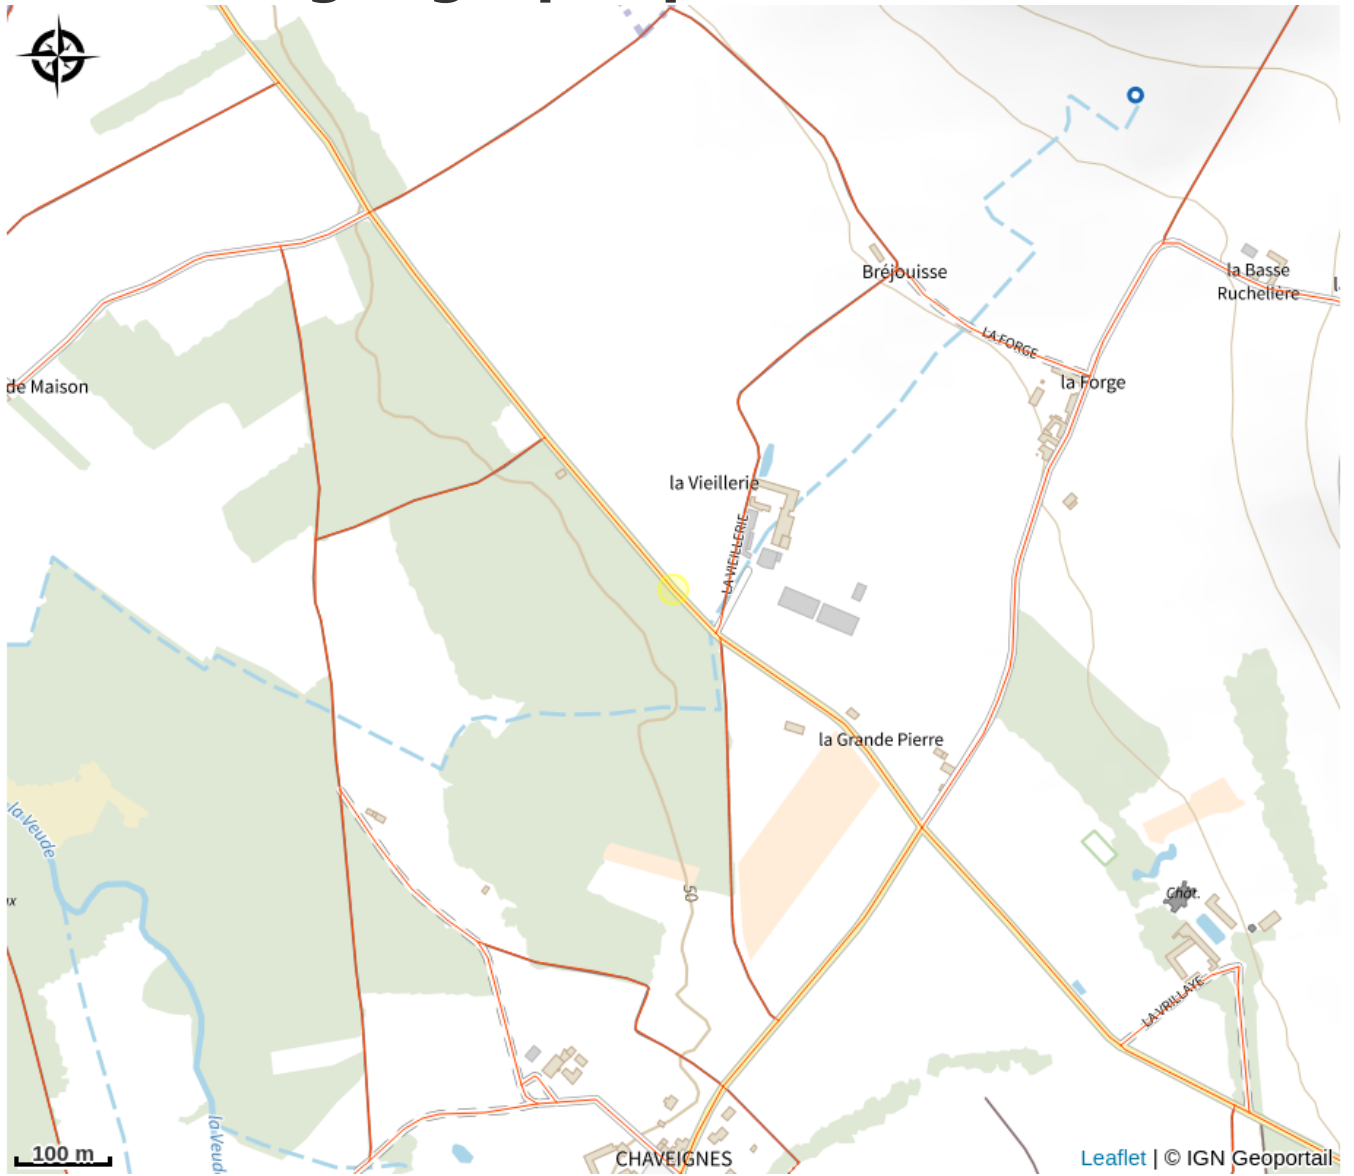 Bréjouisse
la Basse
Ruchelière
LA FORGE
de Maison
la Forge
la Vieillerie
LA VIEILLERIE
la Grande Pierre
la Veude
50
Chât.
LA VRILLAYE
la Veude
CHAVEIGNES
100 m
Leaflet | © IGN Geoportail